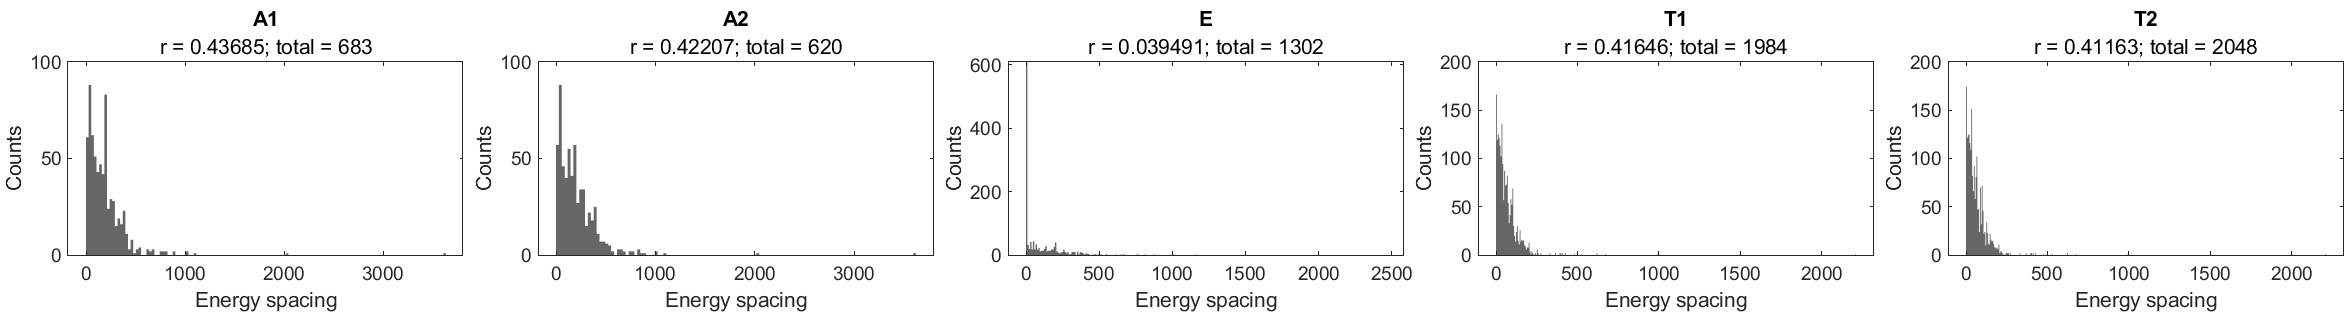 A1
r = 0.43685; total = 683
100
50
0
Counts
0 1000 2000 3000
Energy spacing
A2
r = 0.42207; total = 620
100
50
0
Counts
0 1000 2000 3000
Energy spacing
E
r = 0.039491; total = 1302
600
400
200
0
Counts
0 500 1000 1500 2000 2500
Energy spacing
T1
r = 0.41646; total = 1984
200
150
100
50
0
Counts
0 500 1000 1500 2000
Energy spacing
T2
r = 0.41163; total = 2048
200
150
100
50
0
Counts
0 500 1000 1500 2000
Energy spacing